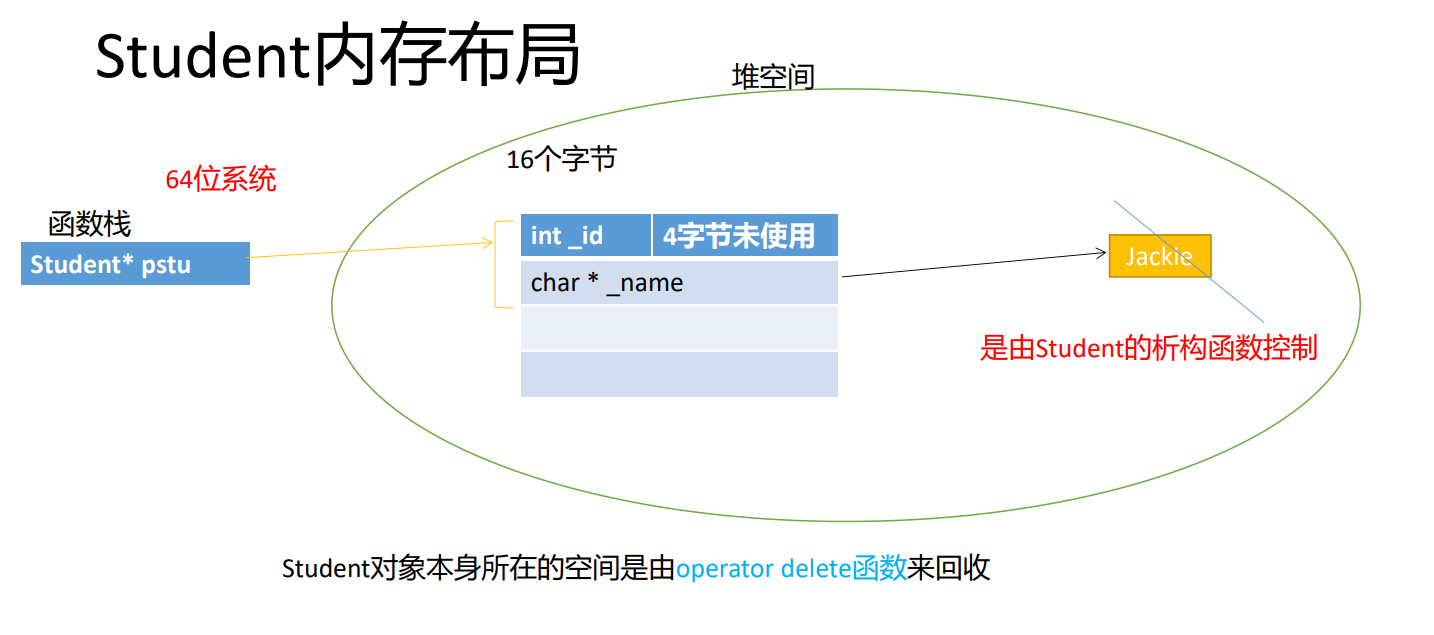 Student内存布局
堆空间
16个字节
64位系统
函数栈
Student* pstu
int _id
4字节未使用
char * _name
Jackie
是由Student的析构函数控制
Student对象本身所在的空间是由operator delete函数来回收